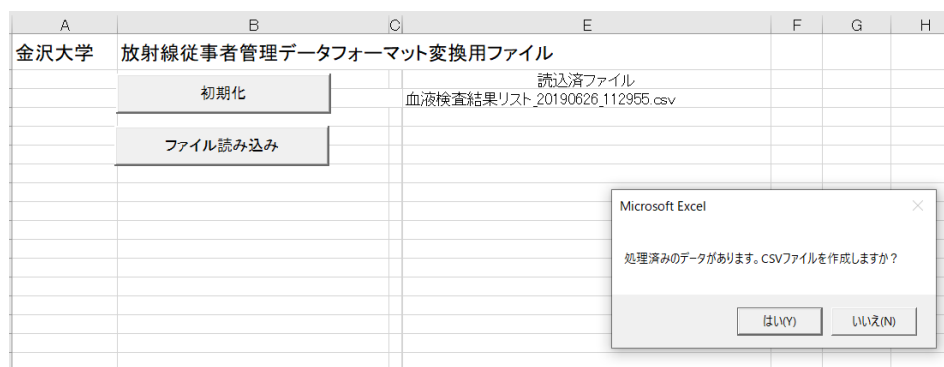 A B C E F G H
金沢大学 放射線従事者管理データフォーマット変換用ファイル
読込済ファイル
初期化
血液検査結果リスト_20190626_112955.csv
ファイル読み込み
Microsoft Excel
処理済みのデータがあります。CSVファイルを作成しますか？
はい(Y) いいえ(N)